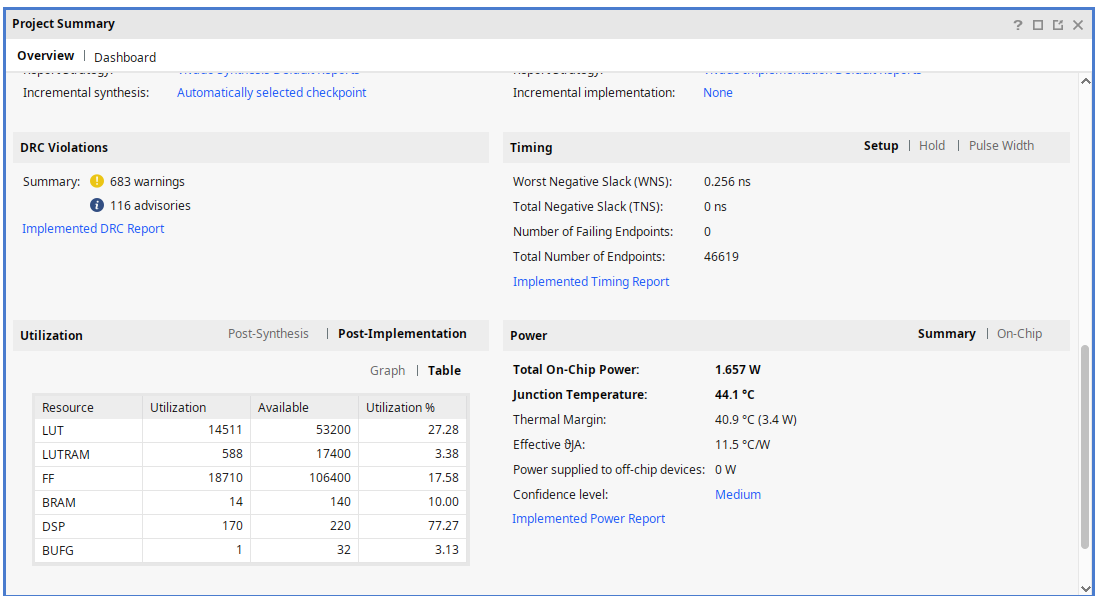 Project Summary
Overview | Dashboard
Incremental synthesis: Automatically selected checkpoint
Incremental implementation: None
DRC Violations
Summary: 683 warnings
116 advisories
Implemented DRC Report
Timing Setup | Hold | Pulse Width
Worst Negative Slack (WNS): 0.256 ns
Total Negative Slack (TNS): 0 ns
Number of Failing Endpoints: 0
Total Number of Endpoints: 46619
Implemented Timing Report
Utilization Post-Synthesis | Post-Implementation
Graph | Table
Resource Utilization Available Utilization %
LUT 14511 53200 27.28
LUTRAM 588 17400 3.38
FF 18710 106400 17.58
BRAM 14 140 10.00
DSP 170 220 77.27
BUFG 1 32 3.13
Power Summary | On-Chip
Total On-Chip Power: 1.657 W
Junction Temperature: 44.1 °C
Thermal Margin: 40.9 °C (3.4 W)
Effective ϑJA: 11.5 °C/W
Power supplied to off-chip devices: 0 W
Confidence level: Medium
Implemented Power Report